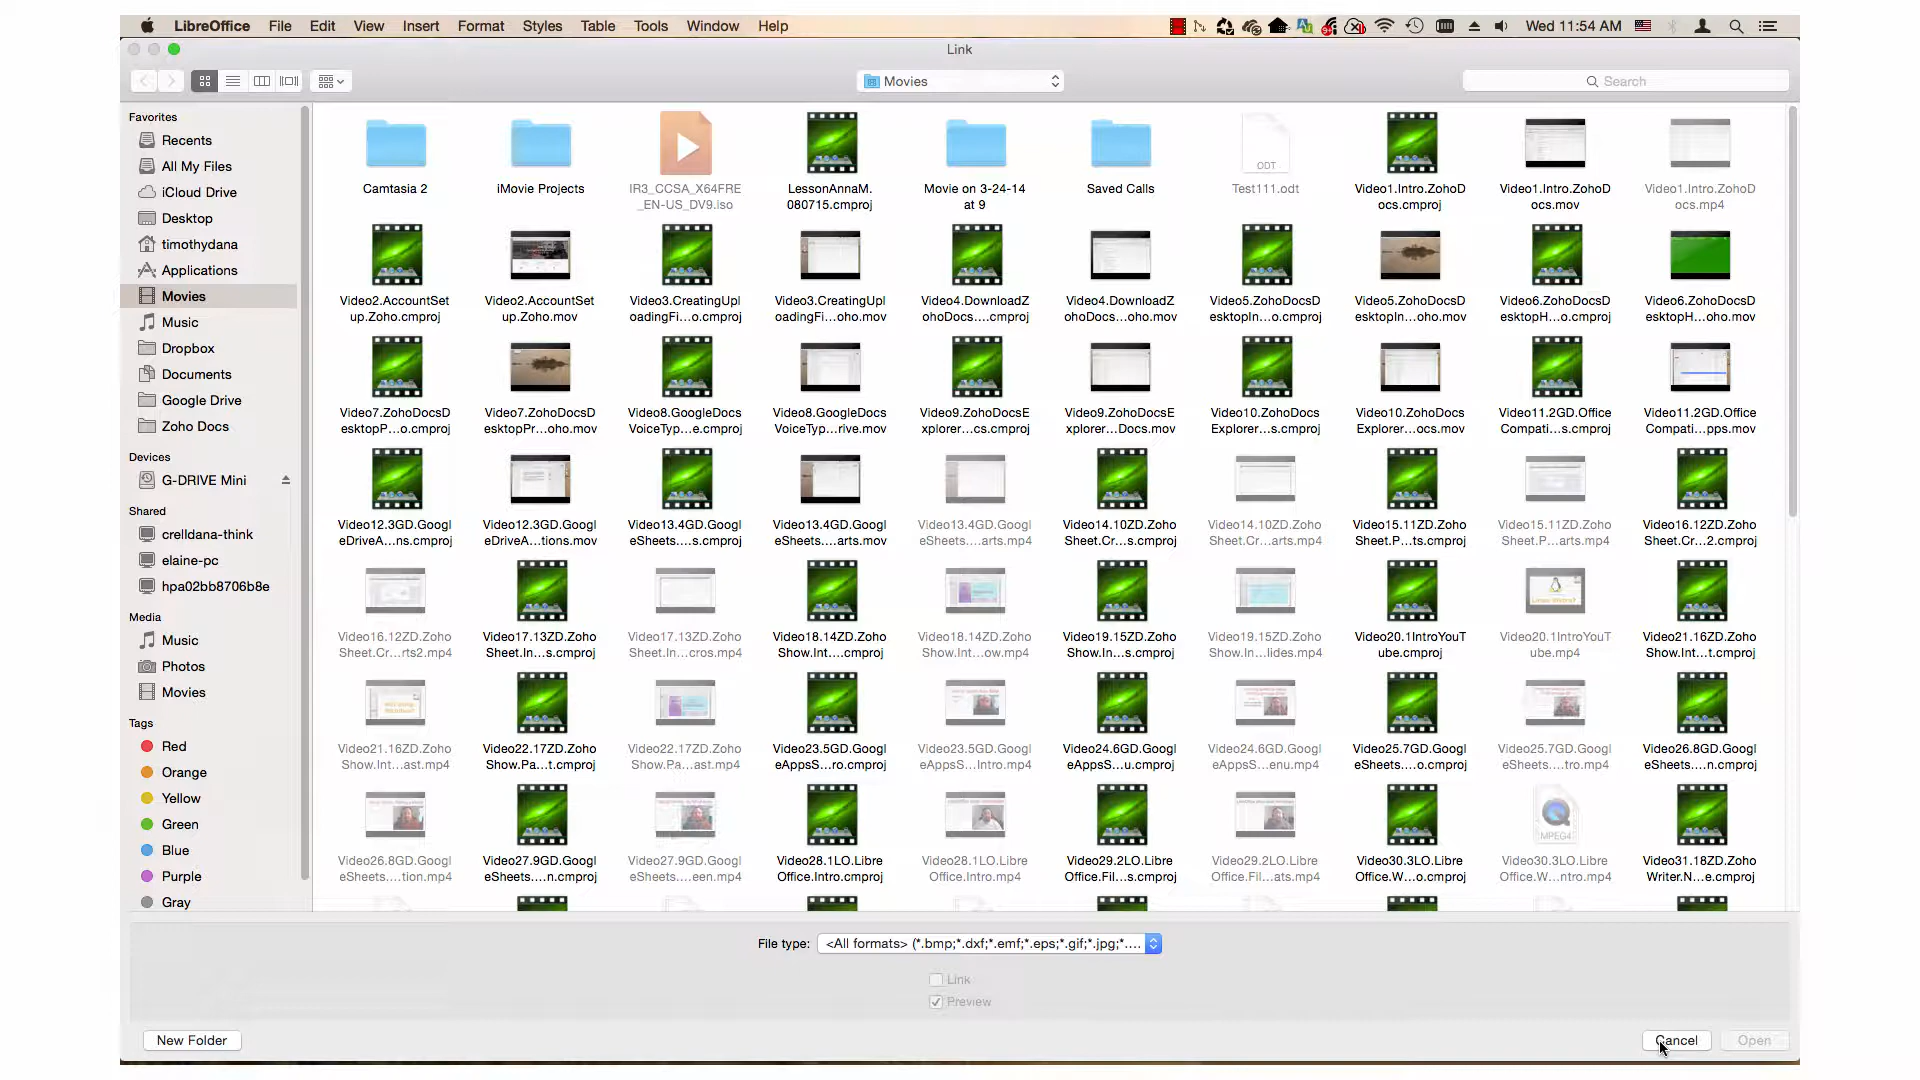 LibreOffice File Edit View Insert Format Styles Table Tools Window Help Wed 11:54 AM
Link
Movies
Search
Favorites
Recents
All My Files
iCloud Drive
Desktop
timothydana
Applications
Movies
Music
Dropbox
Documents
Google Drive
Zoho Docs
Devices
G-DRIVE Mini
Shared
crelldana-think
elaine-pc
hpa02bb8706b8e
Media
Music
Photos
Movies
Tags
Red
Orange
Yellow
Green
Blue
Purple
Gray
Camtasia 2
iMovie Projects
IR3_CCSA_X64FRE
_EN-US_DV9.iso
LessonAnnaM.
080715.cmproj
Movie on 3-24-14
at 9
Saved Calls
ODT
Test111.odt
Video1.Intro.ZohoD
ocs.cmproj
Video1.Intro.ZohoD
ocs.mov
Video1.Intro.ZohoD
ocs.mp4
Video2.AccountSet
up.Zoho.cmproj
Video2.AccountSet
up.Zoho.mov
Video3.CreatingUpl
oadingFi...o.cmproj
Video3.CreatingUpl
oadingFi...oho.mov
Video4.DownloadZ
ohoDocs....cmproj
Video4.DownloadZ
ohoDocs...oho.mov
Video5.ZohoDocsD
esktopIn...o.cmproj
Video5.ZohoDocsD
esktopIn...oho.mov
Video6.ZohoDocsD
esktopH...o.cmproj
Video6.ZohoDocsD
esktopH...oho.mov
Video7.ZohoDocsD
esktopP...o.cmproj
Video7.ZohoDocsD
esktopPr...oho.mov
Video8.GoogleDocs
VoiceTyp...e.cmproj
Video8.GoogleDocs
VoiceTyp...rive.mov
Video9.ZohoDocsE
xplorer...cs.cmproj
Video9.ZohoDocsE
xplorer...Docs.mov
Video10.ZohoDocs
Explorer...s.cmproj
Video10.ZohoDocs
Explorer...ocs.mov
Video11.2GD.Office
Compati...s.cmproj
Video11.2GD.Office
Compati...pps.mov
Video12.3GD.Googl
eDriveA...ns.cmproj
Video12.3GD.Googl
eDriveA...tions.mov
Video13.4GD.Googl
eSheets...s.cmproj
Video13.4GD.Googl
eSheets...arts.mov
Video13.4GD.Googl
eSheets...arts.mp4
Video14.10ZD.Zoho
Sheet.Cr...s.cmproj
Video14.10ZD.Zoho
Sheet.Cr...arts.mp4
Video15.11ZD.Zoho
Sheet.P...ts.cmproj
Video15.11ZD.Zoho
Sheet.P...arts.mp4
Video16.12ZD.Zoho
Sheet.Cr...2.cmproj
Video16.12ZD.Zoho
Sheet.Cr...rts2.mp4
Video17.13ZD.Zoho
Sheet.In...s.cmproj
Video17.13ZD.Zoho
Sheet.In...cros.mp4
Video18.14ZD.Zoho
Show.Int...o.cmproj
Video18.14ZD.Zoho
Show.Int...ow.mp4
Video19.15ZD.Zoho
Show.In...s.cmproj
Video19.15ZD.Zoho
Show.In...lides.mp4
Video20.1IntroYouT
ube.cmproj
Video20.1IntroYouT
ube.mp4
Video21.16ZD.Zoho
Show.Int...t.cmproj
Video21.16ZD.Zoho
Show.Int...ast.mp4
Video22.17ZD.Zoho
Show.Pa...t.cmproj
Video22.17ZD.Zoho
Show.Pa...ast.mp4
Video23.5GD.Googl
eAppsS...ro.cmproj
Video23.5GD.Googl
eAppsS...Intro.mp4
Video24.6GD.Googl
eAppsS...u.cmproj
Video24.6GD.Googl
eAppsS...enu.mp4
Video25.7GD.Googl
eSheets....o.cmproj
Video25.7GD.Googl
eSheets...tro.mp4
Video26.8GD.Googl
eSheets...n.cmproj
Video26.8GD.Googl
eSheets....tion.mp4
Video27.9GD.Googl
eSheets....n.cmproj
Video27.9GD.Googl
eSheets...een.mp4
Video28.1LO.Libre
Office.Intro.cmproj
Video28.1LO.Libre
Office.Intro.mp4
Video29.2LO.Libre
Office.Fil...s.cmproj
Video29.2LO.Libre
Office.Fil...ats.mp4
Video30.3LO.Libre
Office.W...o.cmproj
MPEG4
Video30.3LO.Libre
Office.W...ntro.mp4
Video31.18ZD.Zoho
Writer.N...e.cmproj
File type: <All formats> (*.bmp;*.dxf;*.emf;*.eps;*.gif;*.jpg;*....
Link
Preview
New Folder
Cancel
Open